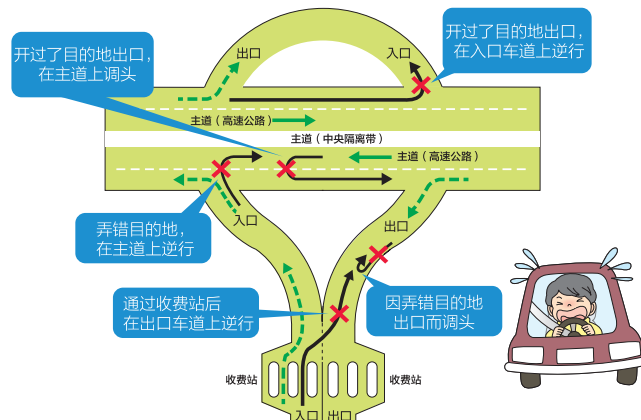 开过了目的地出口，
在主道上调头
出口
入口
开过了目的地出口，
在入口车道上逆行
主道（高速公路）
主道（中央隔离带）
主道（高速公路）
弄错目的地，
在主道上逆行
入口
出口
通过收费站后
在出口车道上逆行
因弄错目的地
出口而调头
收费站
收费站
入口
出口